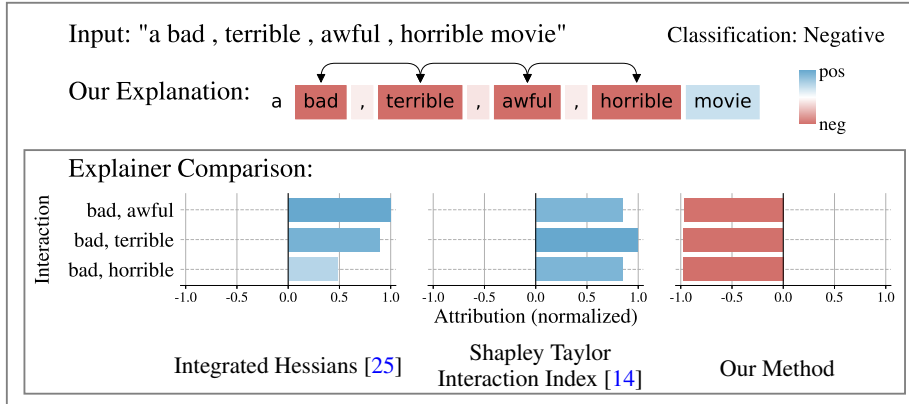 Input: "a bad , terrible , awful , horrible movie"
Classification: Negative
Our Explanation:
a bad , terrible , awful , horrible movie
pos
neg
Explainer Comparison:
Interaction
bad, awful
bad, terrible
bad, horrible
-1.0 -0.5 0.0 0.5 1.0
-1.0 -0.5 0.0 0.5 1.0
-1.0 -0.5 0.0 0.5 1.0
Attribution (normalized)
Integrated Hessians [25]
Shapley Taylor
Interaction Index [14]
Our Method